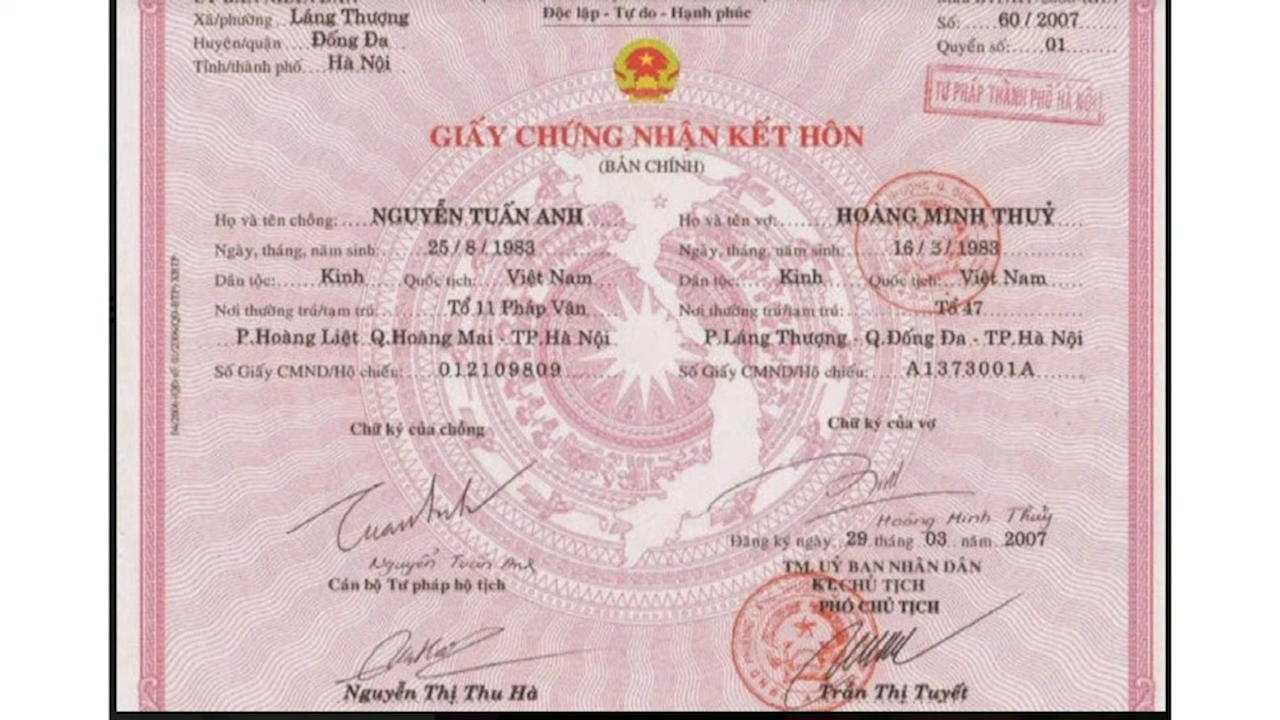 Xã/phường Láng Thượng
Huyện/quận Đống Đa
Tỉnh/thành phố Hà Nội
Độc lập - Tự do - Hạnh phúc
Số: 60 / 2007
Quyển số: 01
TƯ PHÁP THÀNH PHỐ HÀ NỘI
GIẤY CHỨNG NHẬN KẾT HÔN
(BẢN CHÍNH)
Họ và tên chồng: NGUYỄN TUẤN ANH
Ngày, tháng, năm sinh: 25 / 8 / 1983
Dân tộc: Kinh Quốc tịch: Việt Nam
Nơi thường trú/tạm trú: Tổ 11 Pháp Vân
P.Hoàng Liệt Q.Hoàng Mai - TP.Hà Nội
Số Giấy CMND/Hộ chiếu: 012109809
Chữ ký của chồng
Tuan Anh
Nguyễn Tuấn Anh
Cán bộ Tư pháp hộ tịch
Nguyễn Thị Thu Hà
Họ và tên vợ: HOÀNG MINH THUỶ
Ngày, tháng, năm sinh: 16 / 3 / 1983
Dân tộc: Kinh Quốc tịch: Việt Nam
Nơi thường trú/tạm trú: Tổ 47
P.Láng Thượng - Q.Đống Đa - TP.Hà Nội
Số Giấy CMND/Hộ chiếu: A1373001A
Chữ ký của vợ
Hoàng Minh Thuỷ
Đăng ký ngày 29 tháng 03 năm 2007
TM. UỶ BAN NHÂN DÂN
KT.CHỦ TỊCH
PHÓ CHỦ TỊCH
Trần Thị Tuyết